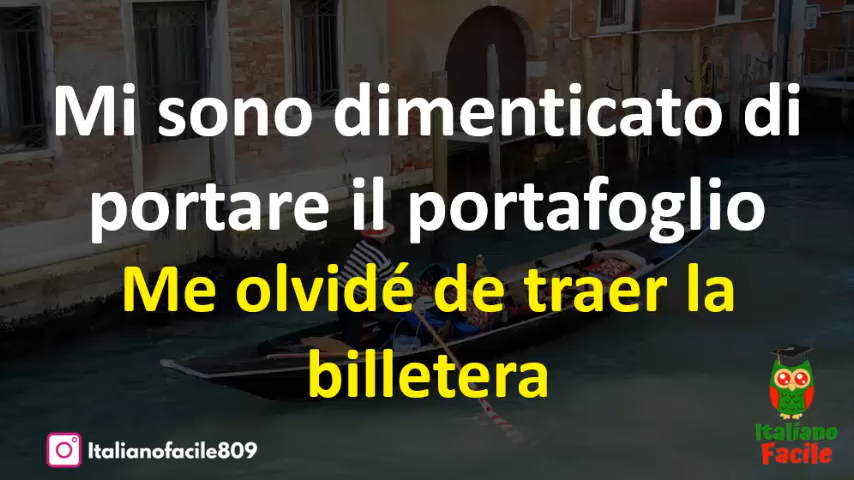 Mi sono dimenticato di
portare il portafoglio
Me olvidé de traer la
billetera
Italianofacile809
Italiano
Facile